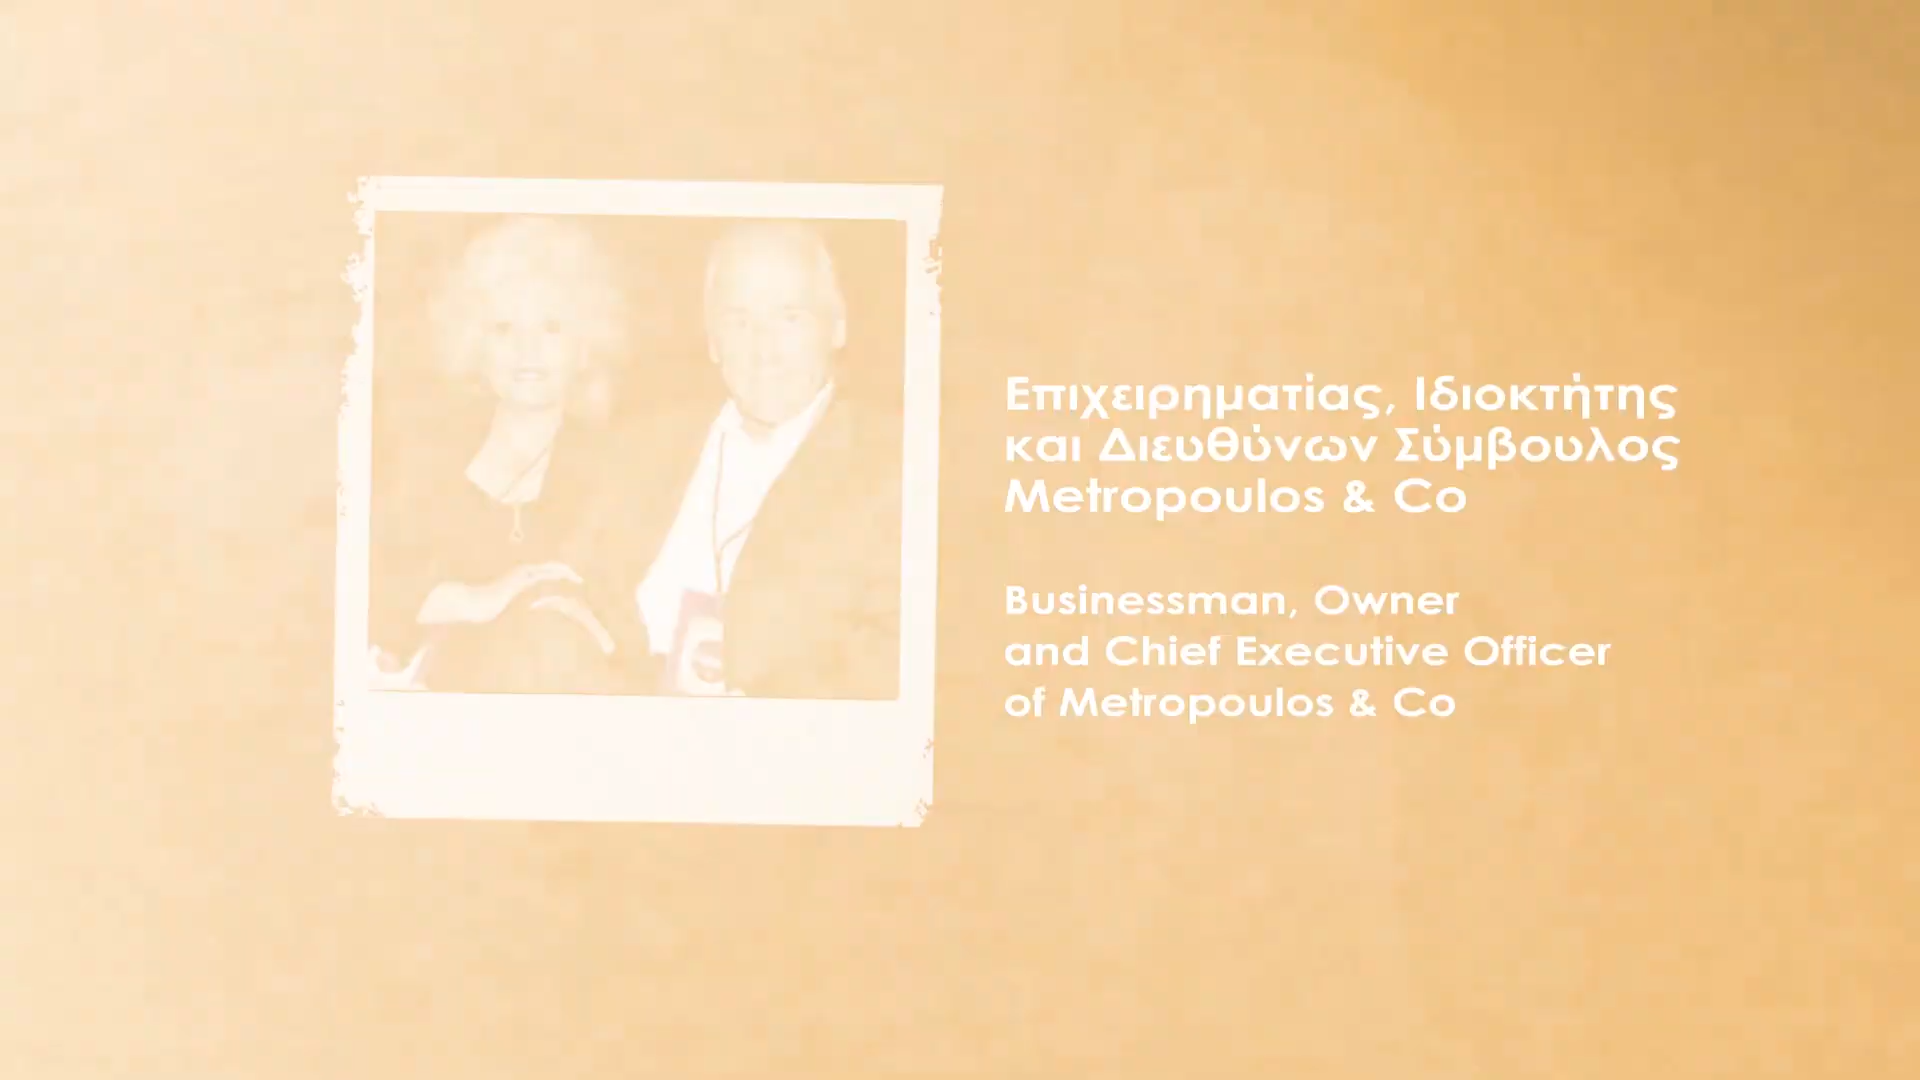 Επιχειρηματίας, Ιδιοκτήτης
και Διευθύνων Σύμβουλος
Metropoulos & Co
Businessman, Owner
and Chief Executive Officer
of Metropoulos & Co